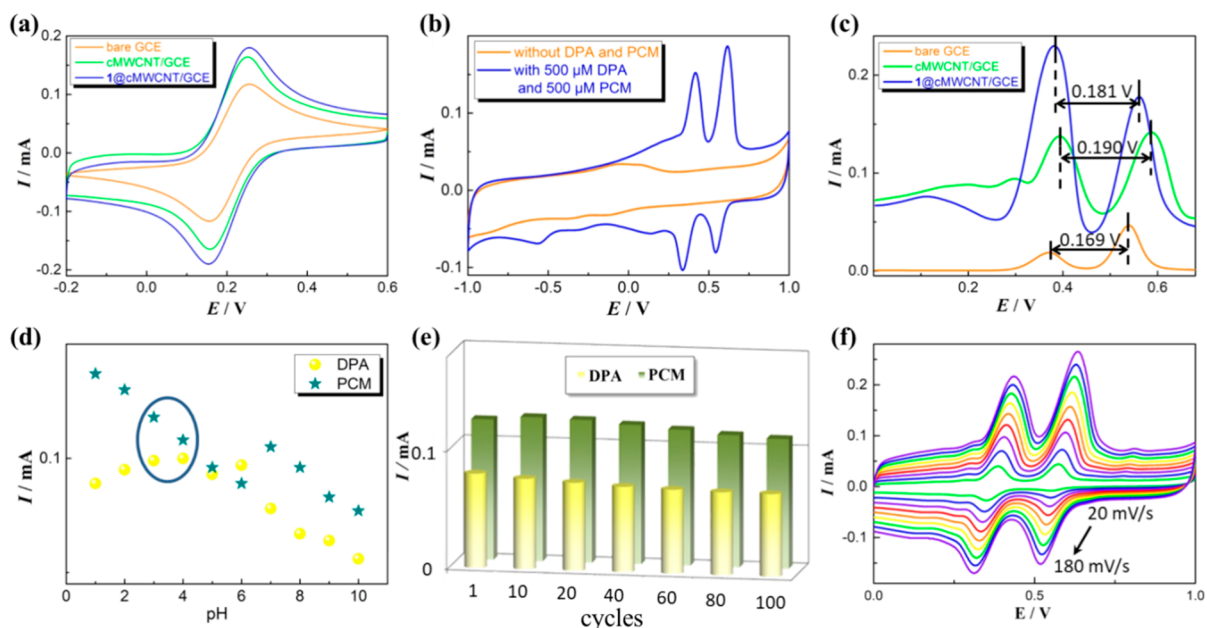 (a)
bare GCE
cMWCNT/GCE
1@cMWCNT/GCE
I / mA
0.2
0.1
0.0
-0.1
-0.2
-0.2 0.0 0.2 0.4 0.6
E / V
(b)
without DPA and PCM
with 500 μM DPA
and 500 μM PCM
I / mA
0.1
0.0
-0.1
-1.0 -0.5 0.0 0.5 1.0
E / V
(c)
bare GCE
cMWCNT/GCE
1@cMWCNT/GCE
0.181 V
0.190 V
0.169 V
I / mA
0.2
0.1
0.0
0.2 0.4 0.6
E / V
(d)
DPA
PCM
I / mA
0.1
0 2 4 6 8 10
pH
(e)
DPA PCM
I / mA
0.1
0
1 10 20 40 60 80 100
cycles
(f)
I / mA
0.2
0.1
0.0
-0.1
20 mV/s
180 mV/s
0.0 0.5 1.0
E / V